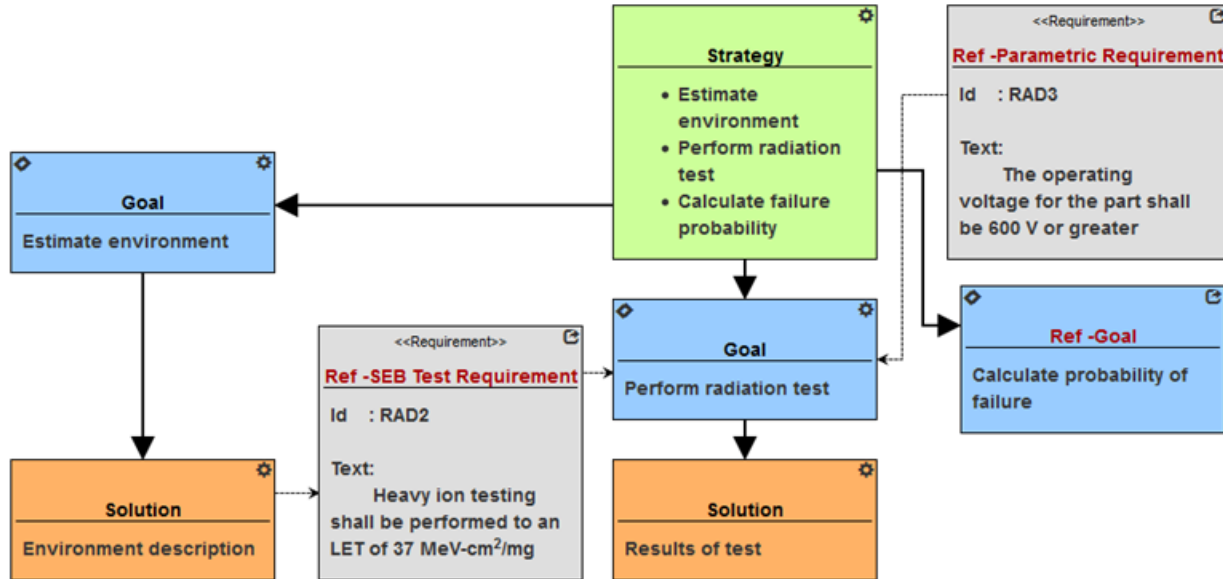 Strategy
• Estimate
environment
• Perform radiation
test
• Calculate failure
probability
<<Requirement>>
Ref -Parametric Requirement
Id : RAD3
Text:
The operating
voltage for the part shall
be 600 V or greater
Goal
Estimate environment
Goal
Perform radiation test
Ref -Goal
Calculate probability of
failure
<<Requirement>>
Ref -SEB Test Requirement
Id : RAD2
Text:
Heavy ion testing
shall be performed to an
LET of 37 MeV-cm²/mg
Solution
Environment description
Solution
Results of test